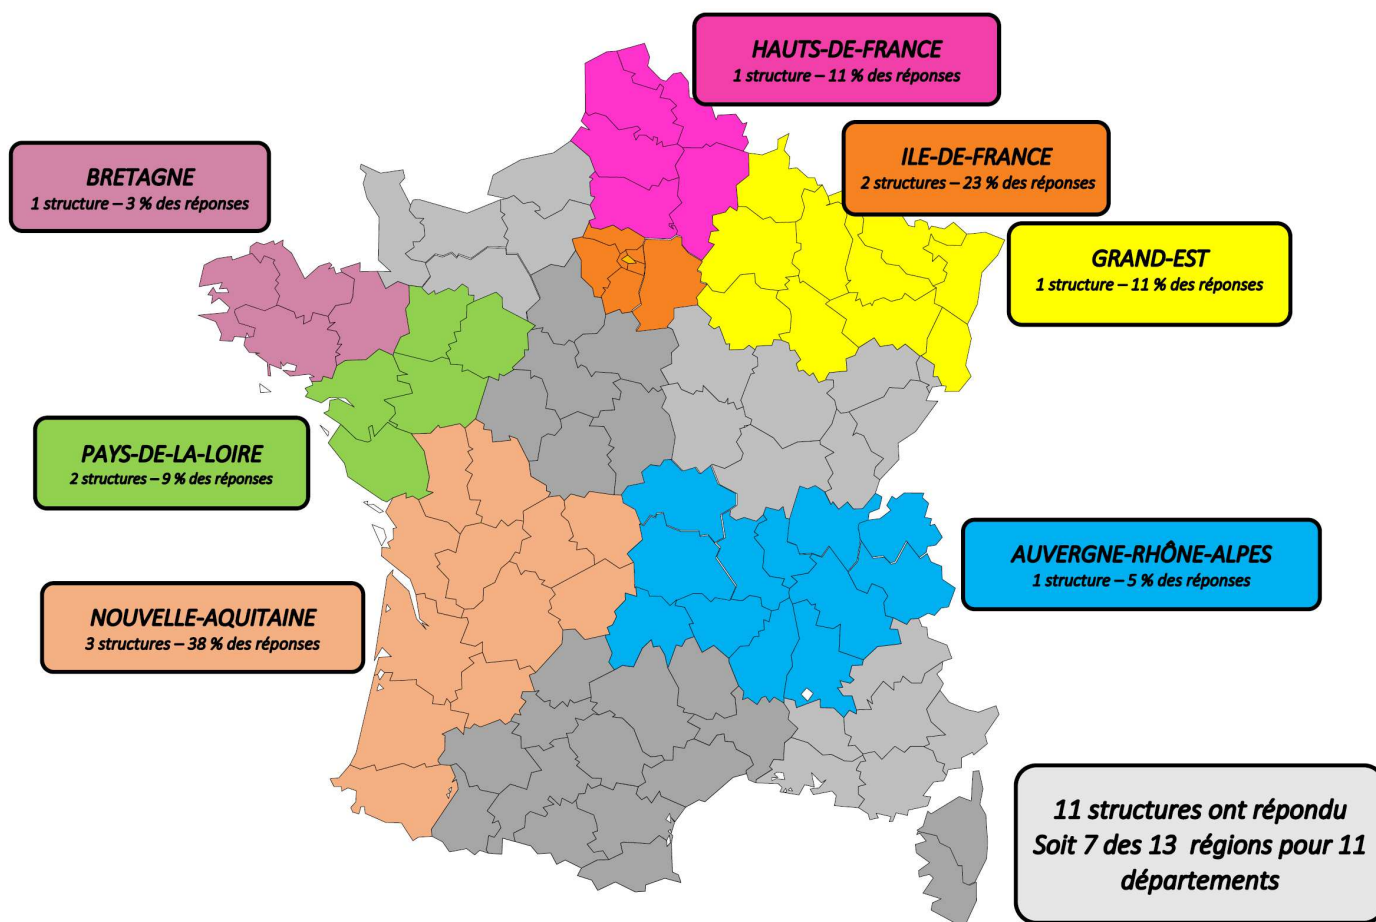 HAUTS-DE-FRANCE
1 structure – 11 % des réponses
ILE-DE-FRANCE
2 structures – 23 % des réponses
BRETAGNE
1 structure – 3 % des réponses
GRAND-EST
1 structure – 11 % des réponses
PAYS-DE-LA-LOIRE
2 structures – 9 % des réponses
AUVERGNE-RHÔNE-ALPES
1 structure – 5 % des réponses
NOUVELLE-AQUITAINE
3 structures – 38 % des réponses
11 structures ont répondu
Soit 7 des 13 régions pour 11
départements